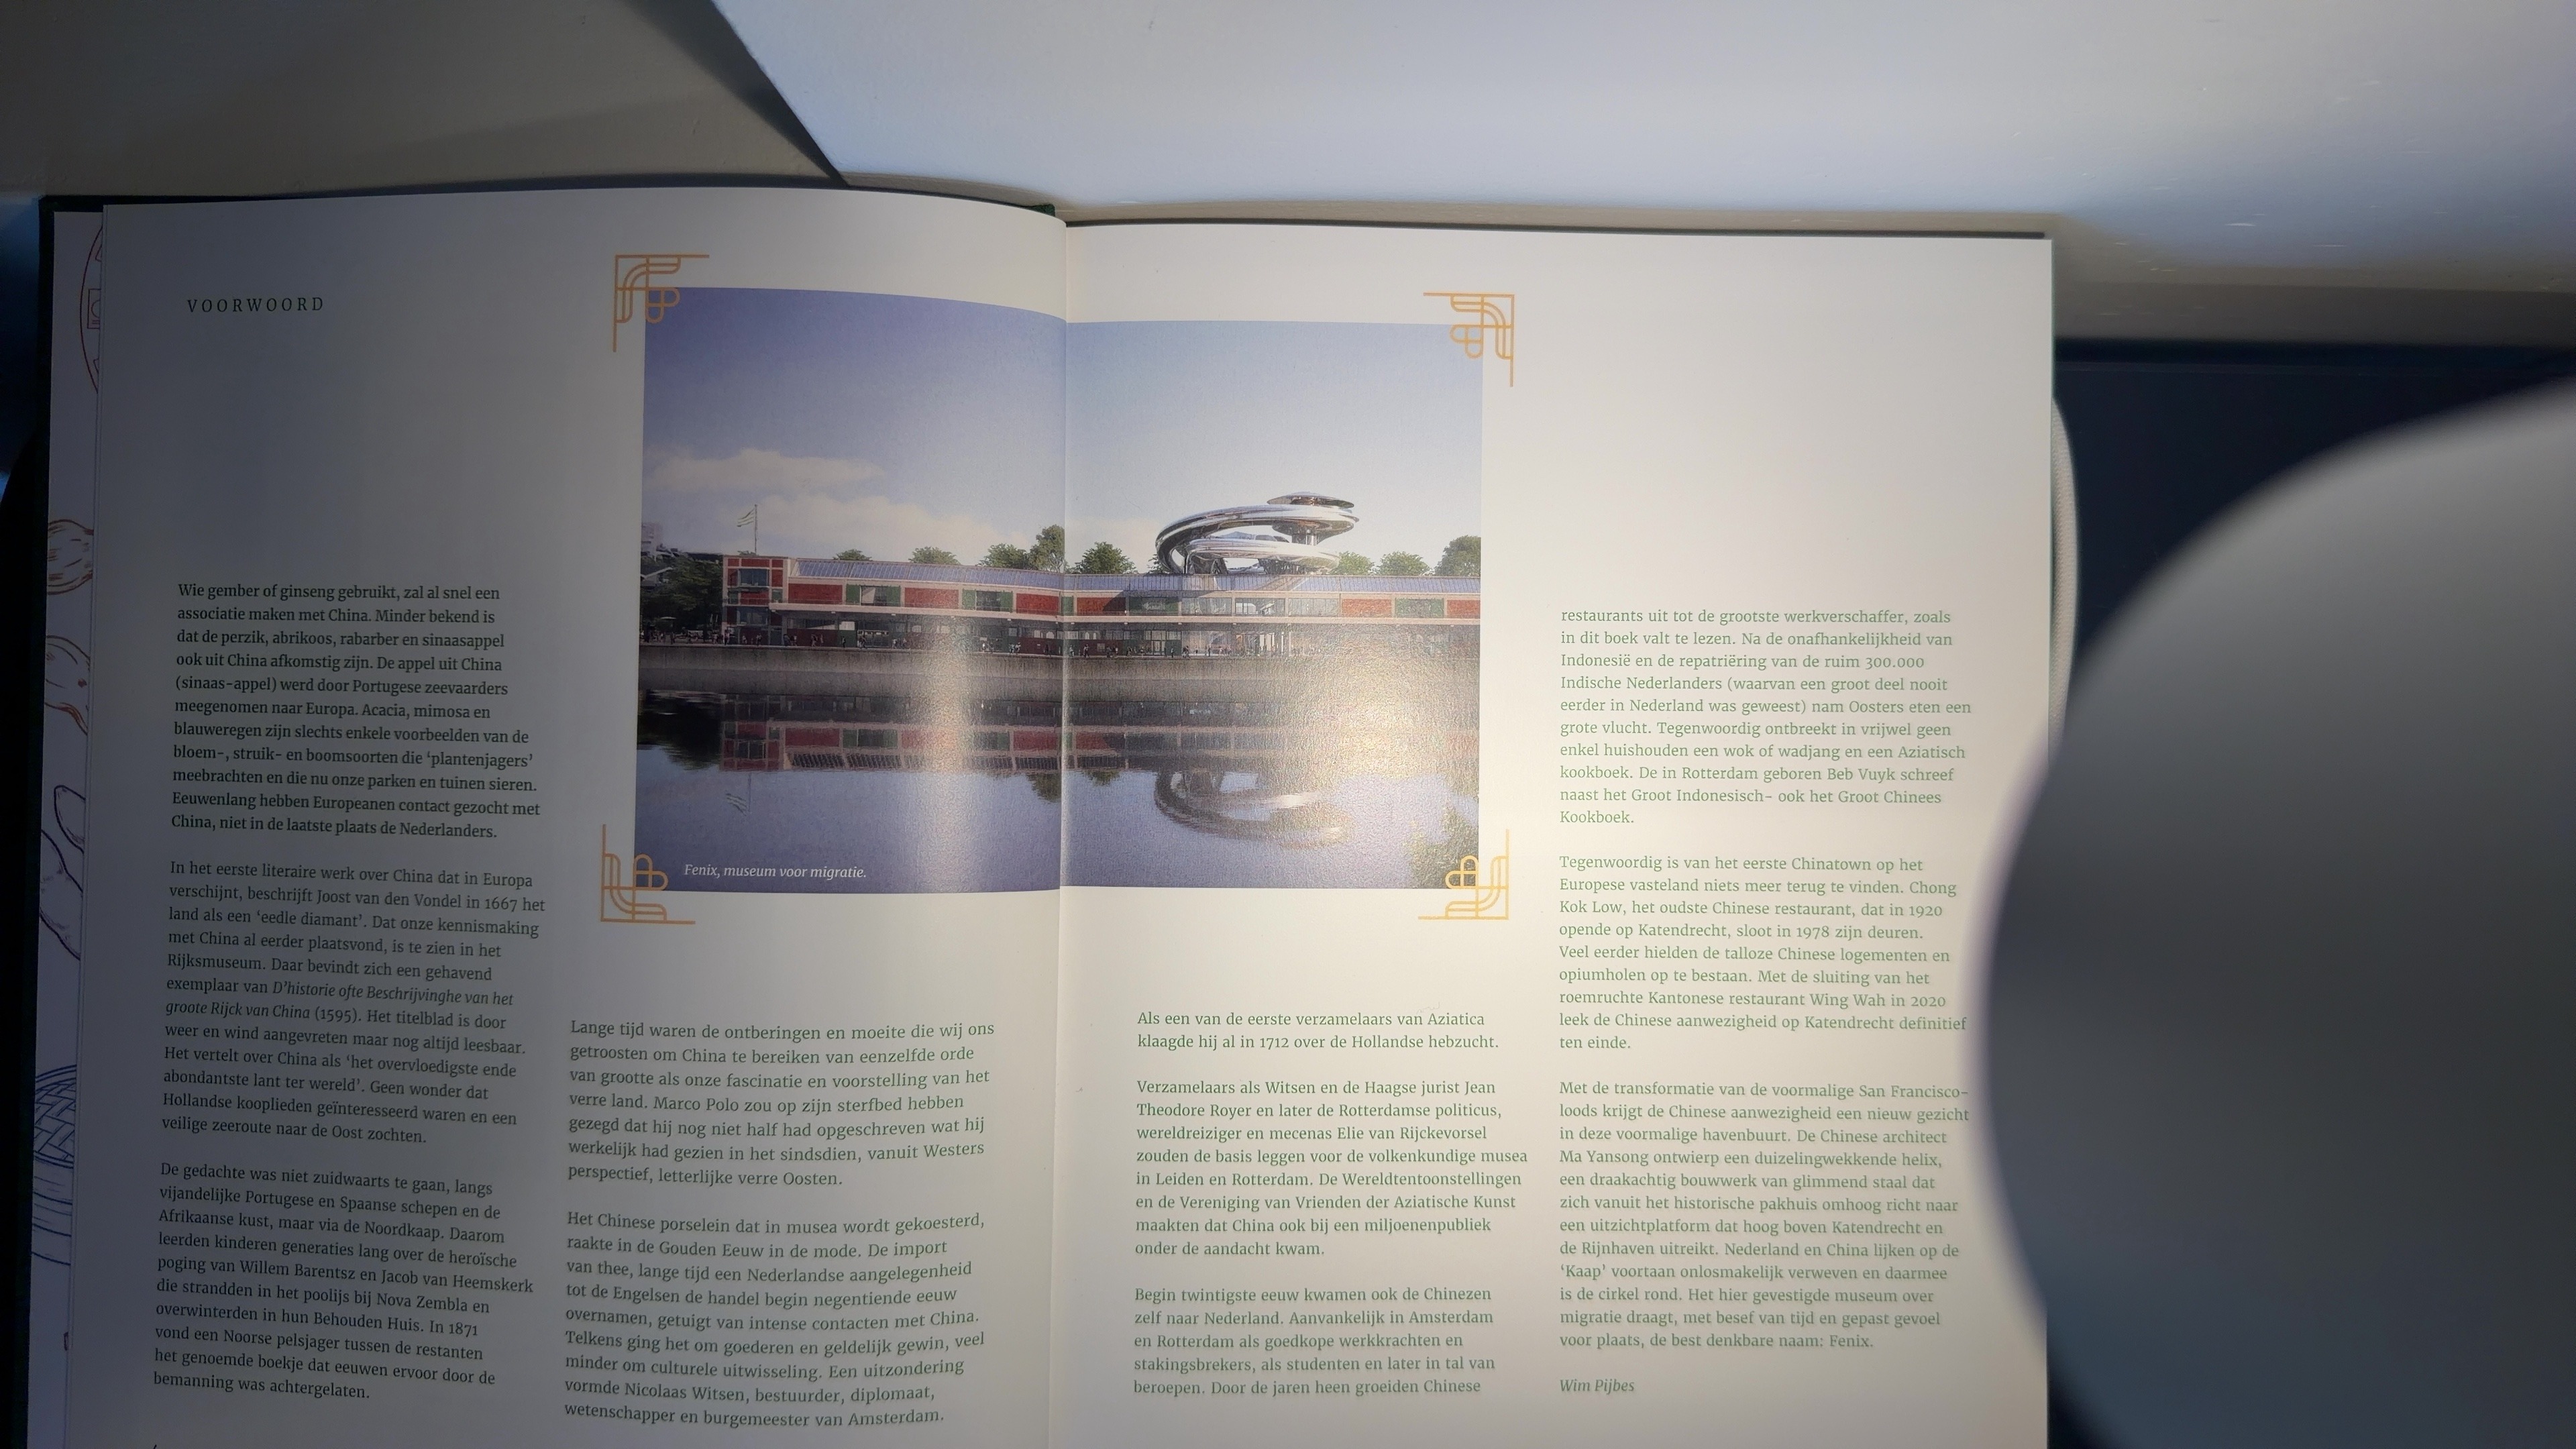 VOORWOORD
Wie gember of ginseng gebruikt, zal al snel een
associatie maken met China. Minder bekend is
dat de perzik, abrikoos, rabarber en sinaasappel
ook uit China afkomstig zijn. De appel uit China
(sinaas-appel) werd door Portugese zeevaarders
meegenomen naar Europa. Acacia, mimosa en
blauweregen zijn slechts enkele voorbeelden van de
bloem-, struik- en boomsoorten die ‘plantenjagers’
meebrachten en die nu onze parken en tuinen sieren.
Eeuwenlang hebben Europeanen contact gezocht met
China, niet in de laatste plaats de Nederlanders.
In het eerste literaire werk over China dat in Europa
verschijnt, beschrijft Joost van den Vondel in 1667 het
land als een ‘eedle diamant’. Dat onze kennismaking
met China al eerder plaatsvond, is te zien in het
Rijksmuseum. Daar bevindt zich een gehavend
exemplaar van D’historie ofte Beschrijvinghe van het
groote Rijck van China (1595). Het titelblad is door
weer en wind aangevreten maar nog altijd leesbaar.
Het vertelt over China als ‘het overvloedigste ende
abondantste lant ter wereld’. Geen wonder dat
Hollandse kooplieden geïnteresseerd waren en een
veilige zeeroute naar de Oost zochten.
De gedachte was niet zuidwaarts te gaan, langs
vijandelijke Portugese en Spaanse schepen en de
Afrikaanse kust, maar via de Noordkaap. Daarom
leerden kinderen generaties lang over de heroïsche
poging van Willem Barentsz en Jacob van Heemskerk
die strandden in het poolijs bij Nova Zembla en
overwinterden in hun Behouden Huis. In 1871
vond een Noorse pelsjager tussen de restanten
het genoemde boekje dat eeuwen ervoor door de
bemanning was achtergelaten.
Fenix, museum voor migratie.
Lange tijd waren de ontberingen en moeite die wij ons
getroosten om China te bereiken van eenzelfde orde
van grootte als onze fascinatie en voorstelling van het
verre land. Marco Polo zou op zijn sterfbed hebben
gezegd dat hij nog niet half had opgeschreven wat hij
werkelijk had gezien in het sindsdien, vanuit Westers
perspectief, letterlijke verre Oosten.
Het Chinese porselein dat in musea wordt gekoesterd,
raakte in de Gouden Eeuw in de mode. De import
van thee, lange tijd een Nederlandse aangelegenheid
tot de Engelsen de handel begin negentiende eeuw
overnamen, getuigt van intense contacten met China.
Telkens ging het om goederen en geldelijk gewin, veel
minder om culturele uitwisseling. Een uitzondering
vormde Nicolaas Witsen, bestuurder, diplomaat,
wetenschapper en burgemeester van Amsterdam.
Als een van de eerste verzamelaars van Aziatica
klaagde hij al in 1712 over de Hollandse hebzucht.
Verzamelaars als Witsen en de Haagse jurist Jean
Theodore Royer en later de Rotterdamse politicus,
wereldreiziger en mecenas Elie van Rijckevorsel
zouden de basis leggen voor de volkenkundige musea
in Leiden en Rotterdam. De Wereldtentoonstellingen
en de Vereniging van Vrienden der Aziatische Kunst
maakten dat China ook bij een miljoenenpubliek
onder de aandacht kwam.
Begin twintigste eeuw kwamen ook de Chinezen
zelf naar Nederland. Aanvankelijk in Amsterdam
en Rotterdam als goedkope werkkrachten en
stakingsbrekers, als studenten en later in tal van
beroepen. Door de jaren heen groeiden Chinese
restaurants uit tot de grootste werkverschaffer, zoals
in dit boek valt te lezen. Na de onafhankelijkheid van
Indonesië en de repatriëring van de ruim 300.000
Indische Nederlanders (waarvan een groot deel nooit
eerder in Nederland was geweest) nam Oosters eten een
grote vlucht. Tegenwoordig ontbreekt in vrijwel geen
enkel huishouden een wok of wadjang en een Aziatisch
kookboek. De in Rotterdam geboren Beb Vuyk schreef
naast het Groot Indonesisch- ook het Groot Chinees
Kookboek.
Tegenwoordig is van het eerste Chinatown op het
Europese vasteland niets meer terug te vinden. Chong
Kok Low, het oudste Chinese restaurant, dat in 1920
opende op Katendrecht, sloot in 1978 zijn deuren.
Veel eerder hielden de talloze Chinese logementen en
opiumholen op te bestaan. Met de sluiting van het
roemruchte Kantonese restaurant Wing Wah in 2020
leek de Chinese aanwezigheid op Katendrecht definitief
ten einde.
Met de transformatie van de voormalige San Francisco-
loods krijgt de Chinese aanwezigheid een nieuw gezicht
in deze voormalige havenbuurt. De Chinese architect
Ma Yansong ontwierp een duizelingwekkende helix,
een draakachtig bouwwerk van glimmend staal dat
zich vanuit het historische pakhuis omhoog richt naar
een uitzichtplatform dat hoog boven Katendrecht en
de Rijnhaven uitreikt. Nederland en China lijken op de
‘Kaap’ voortaan onlosmakelijk verweven en daarmee
is de cirkel rond. Het hier gevestigde museum over
migratie draagt, met besef van tijd en gepast gevoel
voor plaats, de best denkbare naam: Fenix.
Wim Pijbes